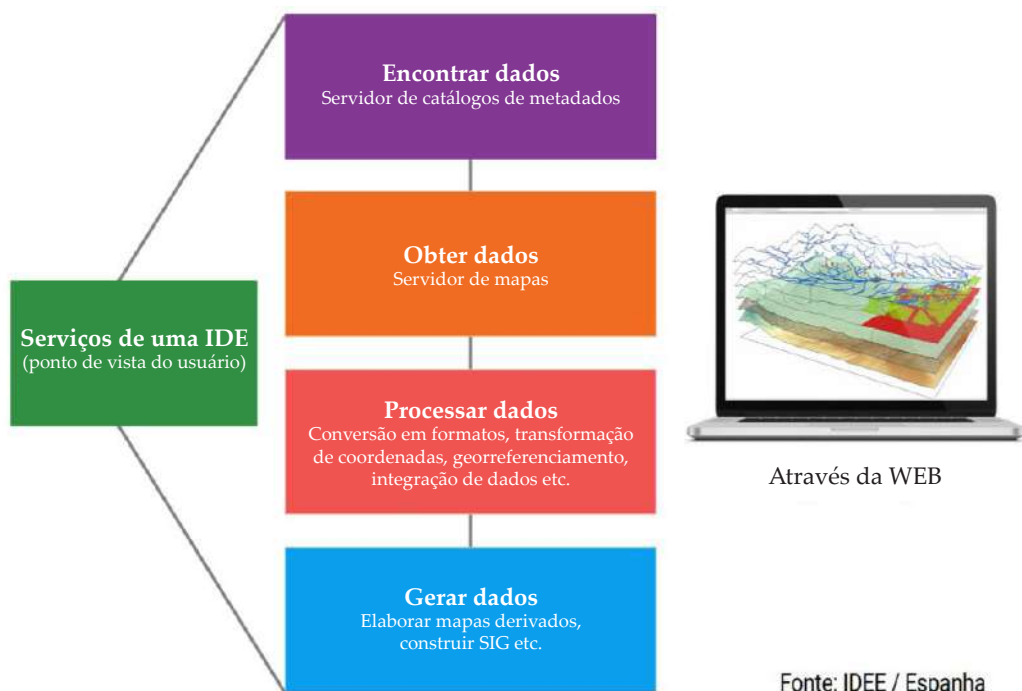 Serviços de uma IDE
(ponto de vista do usuário)
Encontrar dados
Servidor de catálogos de metadados
Obter dados
Servidor de mapas
Processar dados
Conversão em formatos, transformação
de coordenadas, georreferenciamento,
integração de dados etc.
Gerar dados
Elaborar mapas derivados,
construir SIG etc.
Através da WEB
Fonte: IDEE / Espanha